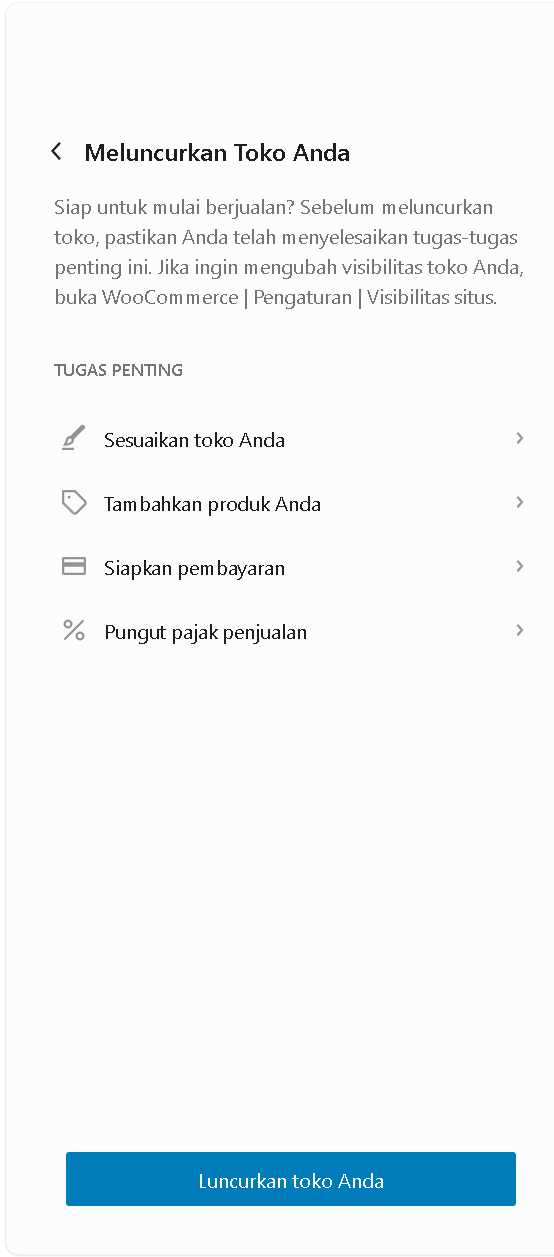 Meluncurkan Toko Anda
Siap untuk mulai berjualan? Sebelum meluncurkan
toko, pastikan Anda telah menyelesaikan tugas-tugas
penting ini. Jika ingin mengubah visibilitas toko Anda,
buka WooCommerce | Pengaturan | Visibilitas situs.
TUGAS PENTING
Sesuaikan toko Anda
Tambahkan produk Anda
Siapkan pembayaran
Pungut pajak penjualan
Luncurkan toko Anda